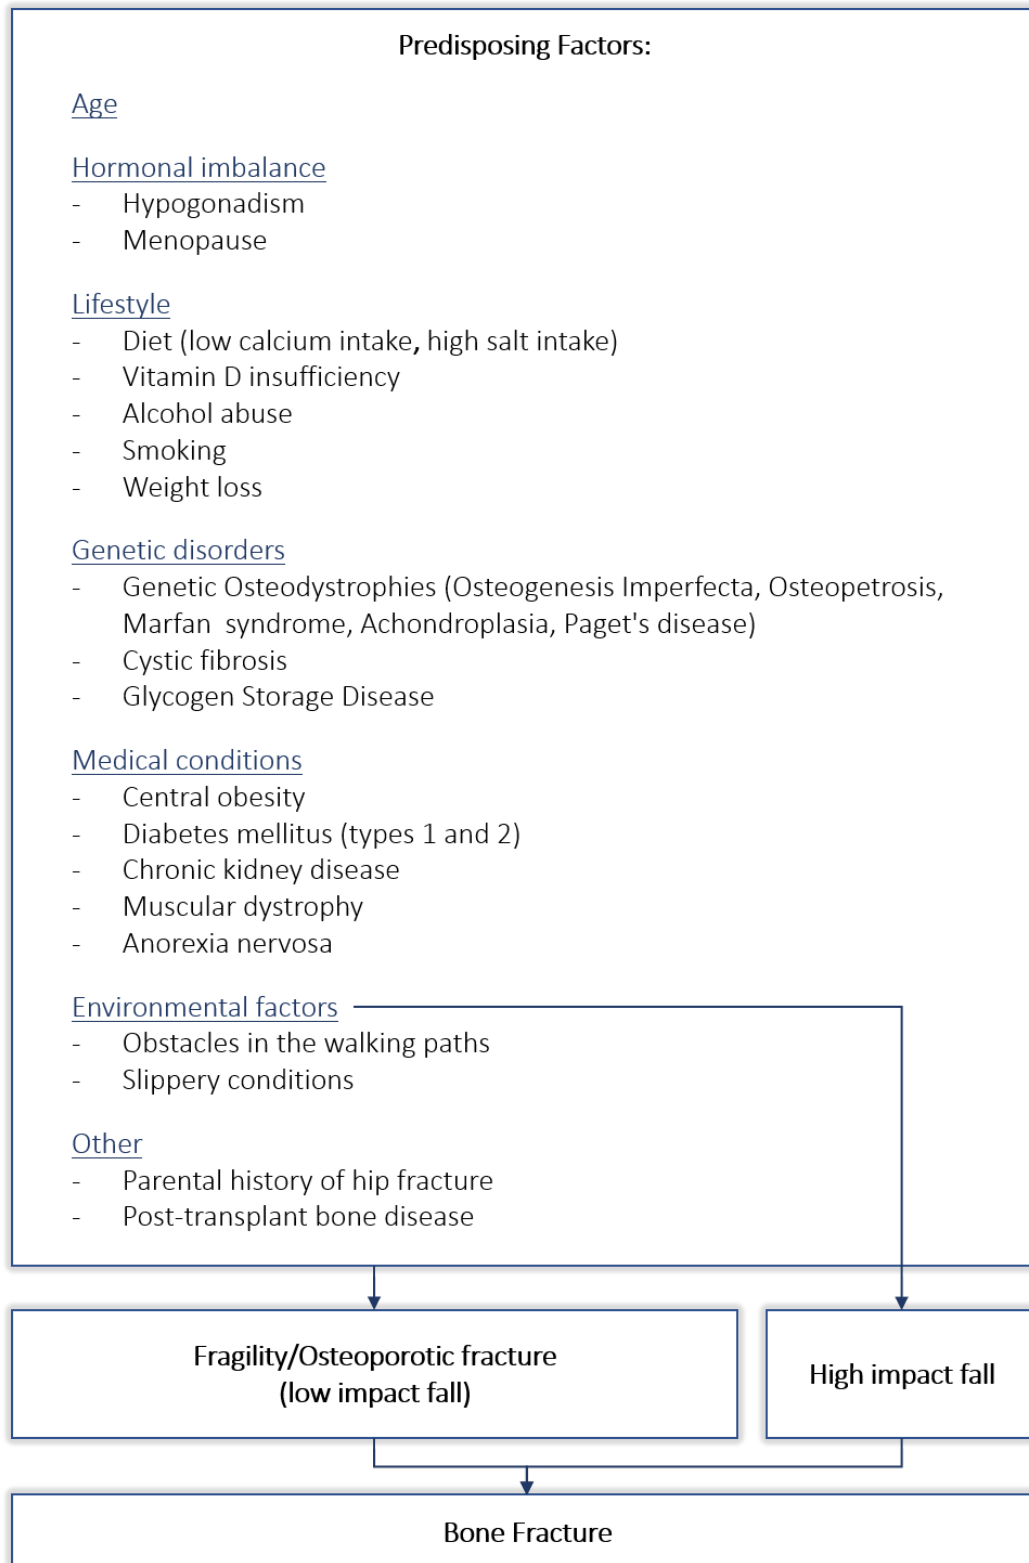 Predisposing Factors:
Age
Hormonal imbalance
- Hypogonadism
- Menopause
Lifestyle
- Diet (low calcium intake, high salt intake)
- Vitamin D insufficiency
- Alcohol abuse
- Smoking
- Weight loss
Genetic disorders
- Genetic Osteodystrophies (Osteogenesis Imperfecta, Osteopetrosis,
Marfan  syndrome, Achondroplasia, Paget's disease)
- Cystic fibrosis
- Glycogen Storage Disease
Medical conditions
- Central obesity
- Diabetes mellitus (types 1 and 2)
- Chronic kidney disease
- Muscular dystrophy
- Anorexia nervosa
Environmental factors
- Obstacles in the walking paths
- Slippery conditions
Other
- Parental history of hip fracture
- Post-transplant bone disease
Fragility/Osteoporotic fracture
(low impact fall)
High impact fall
Bone Fracture